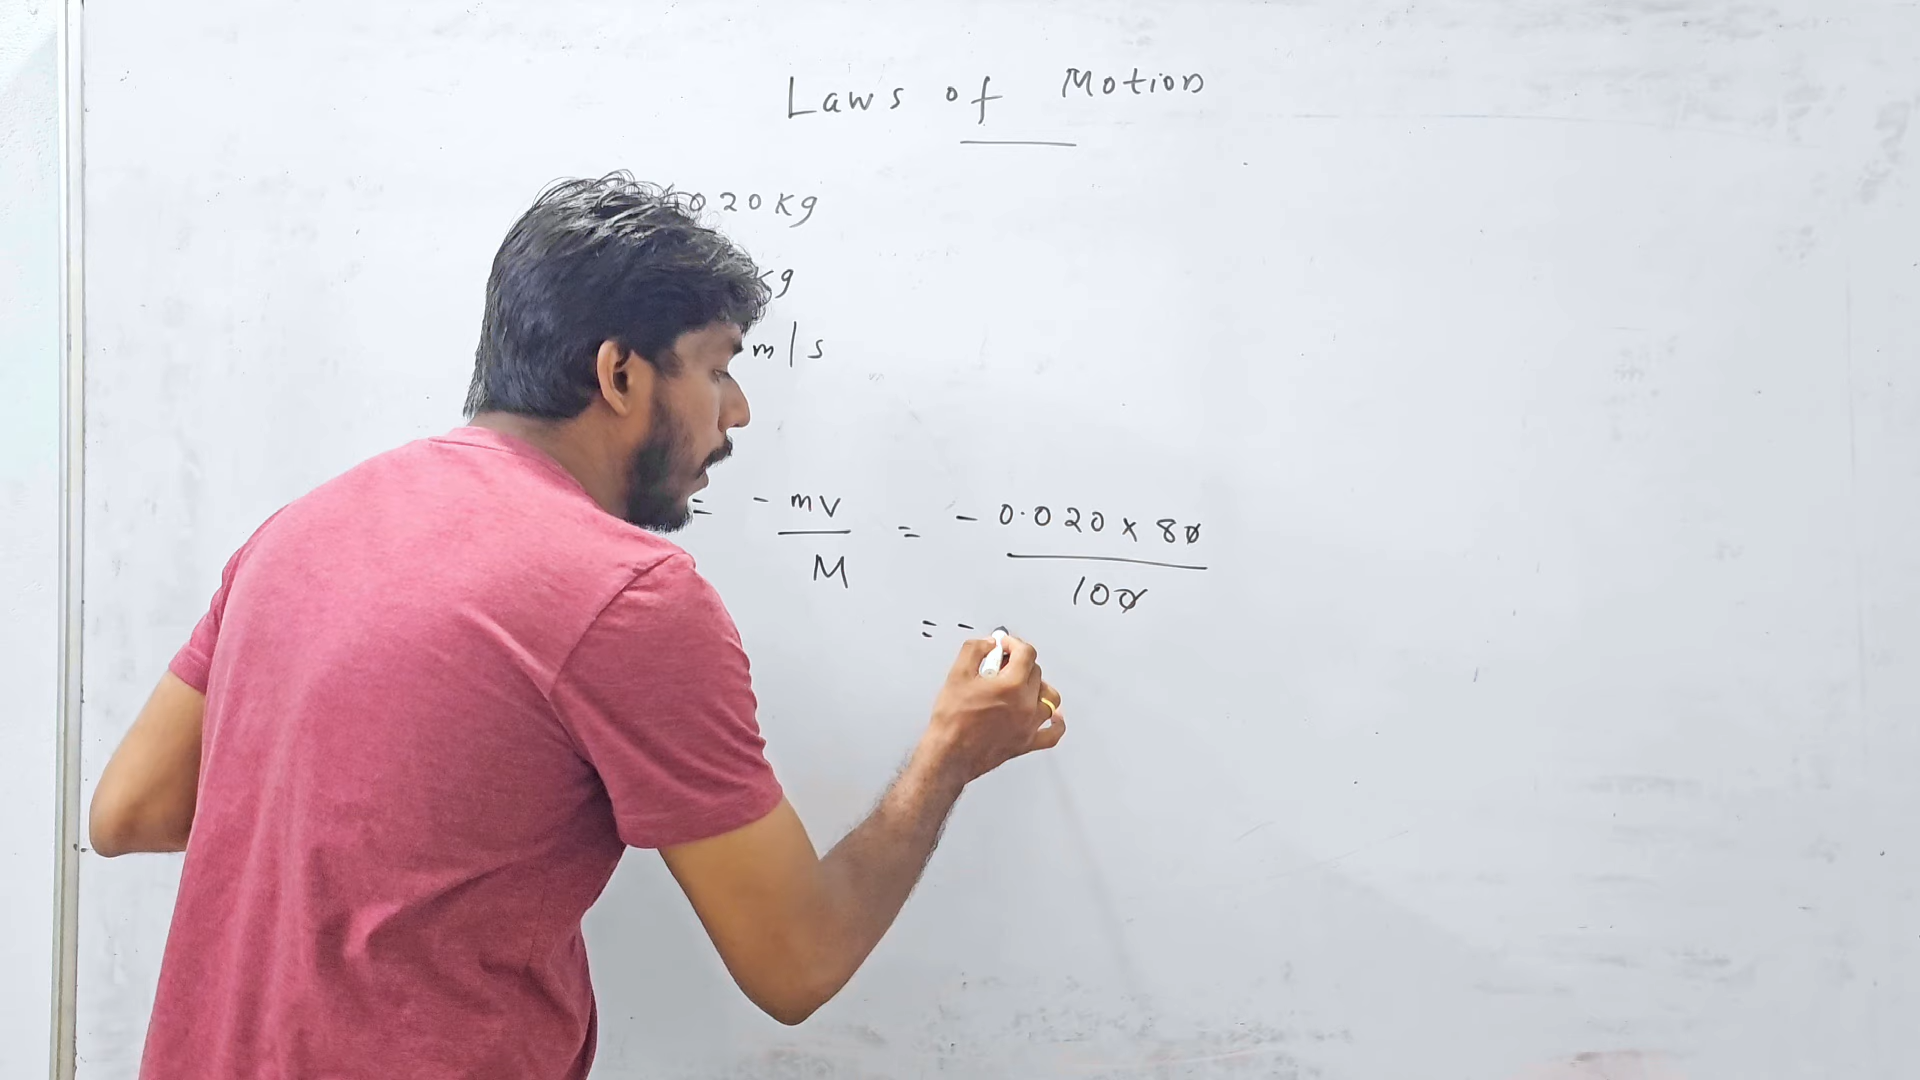 Laws of Motion
020 kg
kg
m/s
= - mv / M = - 0.020 x 80 / 100
= -